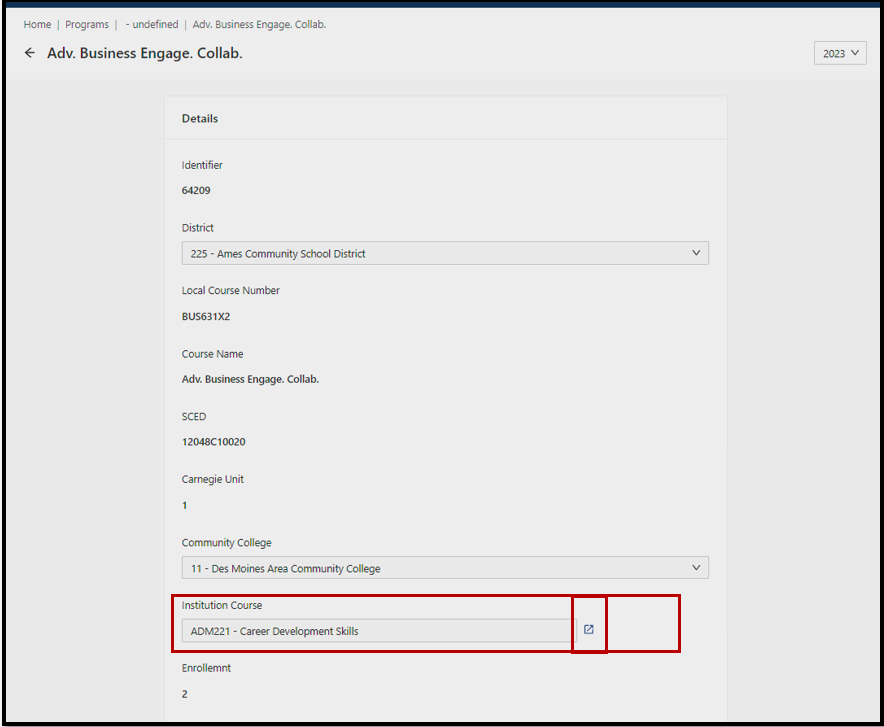 Home | Programs | - undefined | Adv. Business Engage. Collab.
Adv. Business Engage. Collab.
2023
Details
Identifier
64209
District
225 - Ames Community School District
Local Course Number
BUS631X2
Course Name
Adv. Business Engage. Collab.
SCED
12048C10020
Carnegie Unit
1
Community College
11 - Des Moines Area Community College
Institution Course
ADM221 - Career Development Skills
Enrollemnt
2